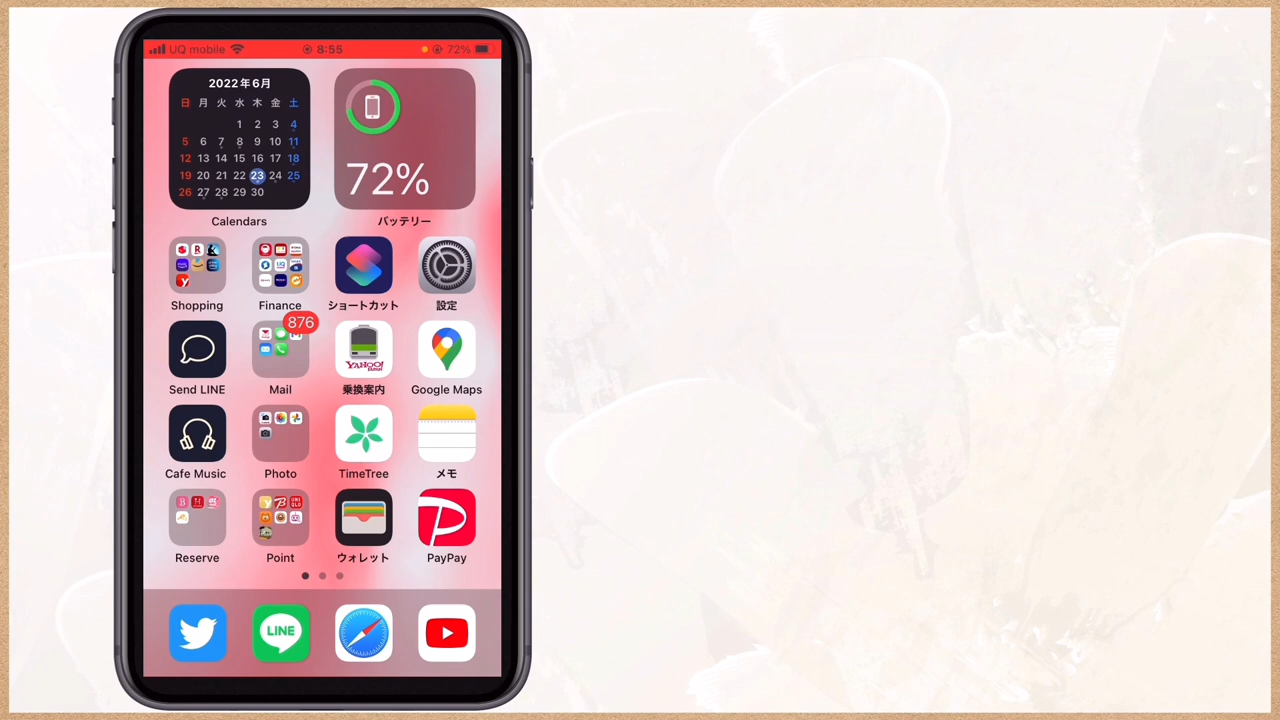 UQ mobile 8:55 72%
2022年6月
日 月 火 水 木 金 土
1 2 3 4
5 6 7 8 9 10 11
12 13 14 15 16 17 18
19 20 21 22 23 24 25
26 27 28 29 30
72%
Calendars バッテリー
Shopping Finance ショートカット 設定
876
YAHOO!
JAPAN
Send LINE Mail 乗換案内 Google Maps
Cafe Music Photo TimeTree メモ
Reserve Point ウォレット PayPay
LINE